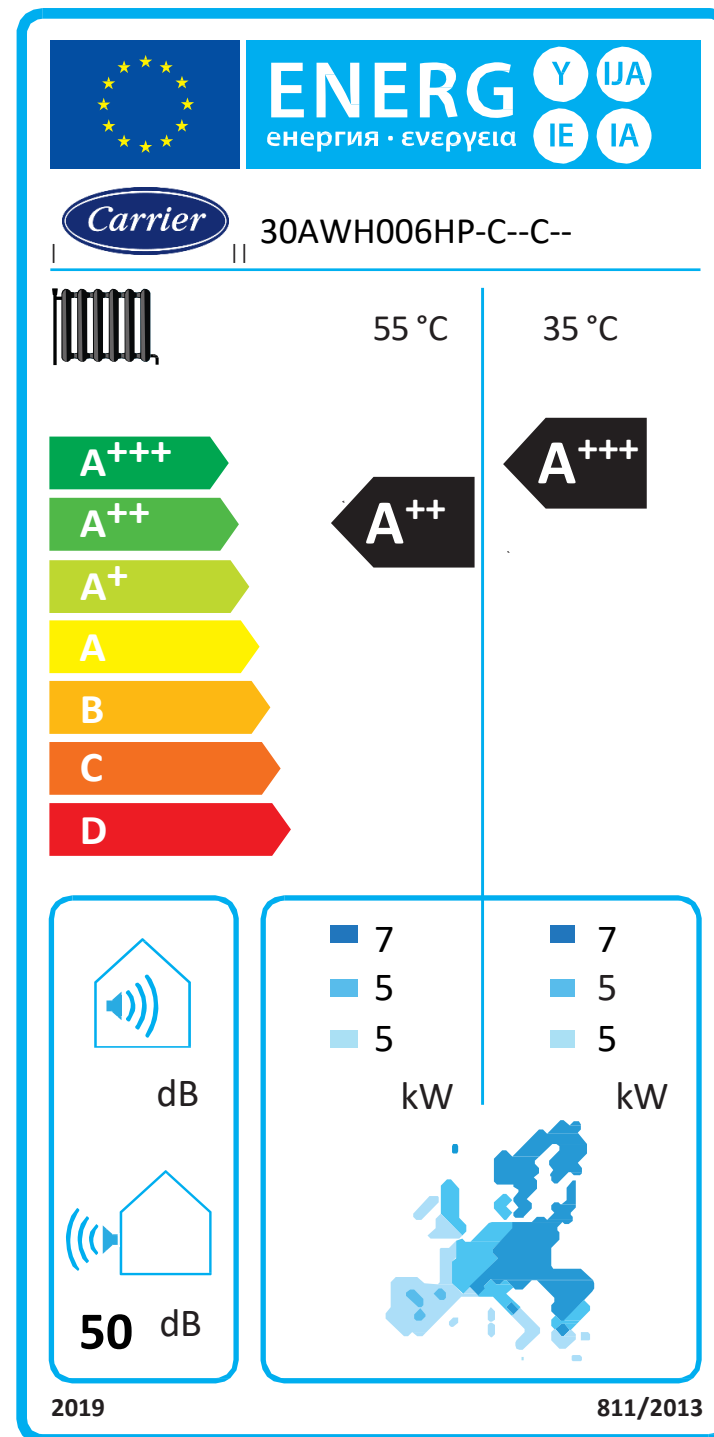 ENERG Y IJA
енергия · ενεργεια IE IA
Carrier 30AWH006HP-C--C--
55 °C 35 °C
A+++
A+++
A++
A++
A+
A
B
C
D
7 7
5 5
5 5
dB kW kW
50 dB
2019 811/2013